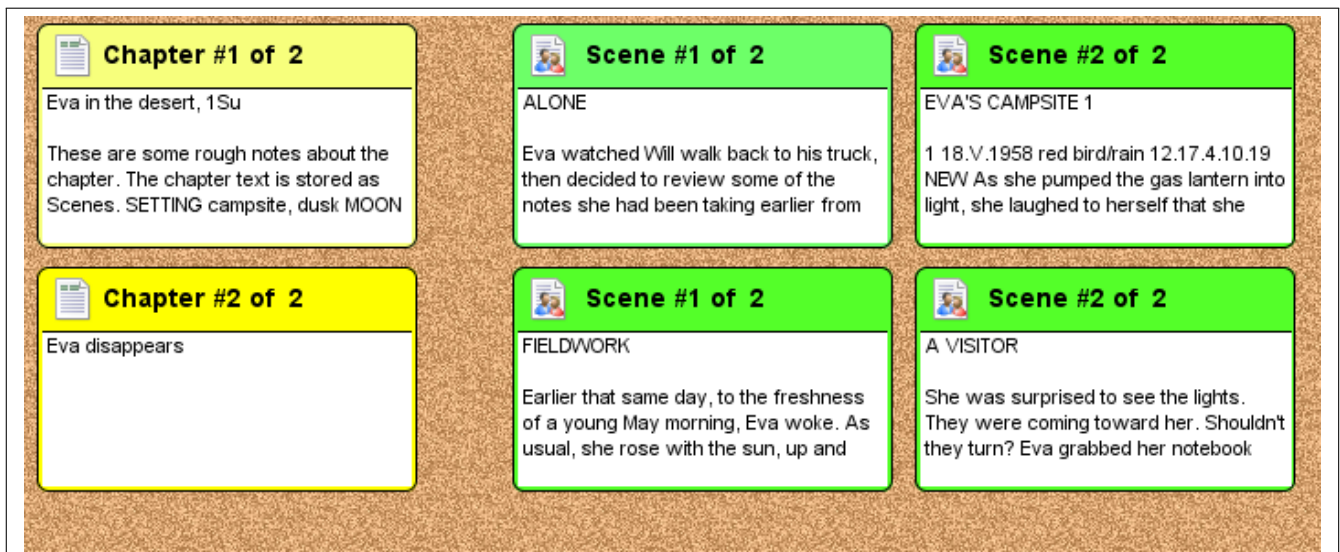 Chapter #1 of 2
Eva in the desert, 1Su
These are some rough notes about the
chapter. The chapter text is stored as
Scenes. SETTING campsite, dusk MOON
Scene #1 of 2
ALONE
Eva watched Will walk back to his truck,
then decided to review some of the
notes she had been taking earlier from
Scene #2 of 2
EVA'S CAMPSITE 1
1 18.V.1958 red bird/rain 12.17.4.10.19
NEW As she pumped the gas lantern into
light, she laughed to herself that she
Chapter #2 of 2
Eva disappears
Scene #1 of 2
FIELDWORK
Earlier that same day, to the freshness
of a young May morning, Eva woke. As
usual, she rose with the sun, up and
Scene #2 of 2
A VISITOR
She was surprised to see the lights.
They were coming toward her. Shouldn't
they turn? Eva grabbed her notebook